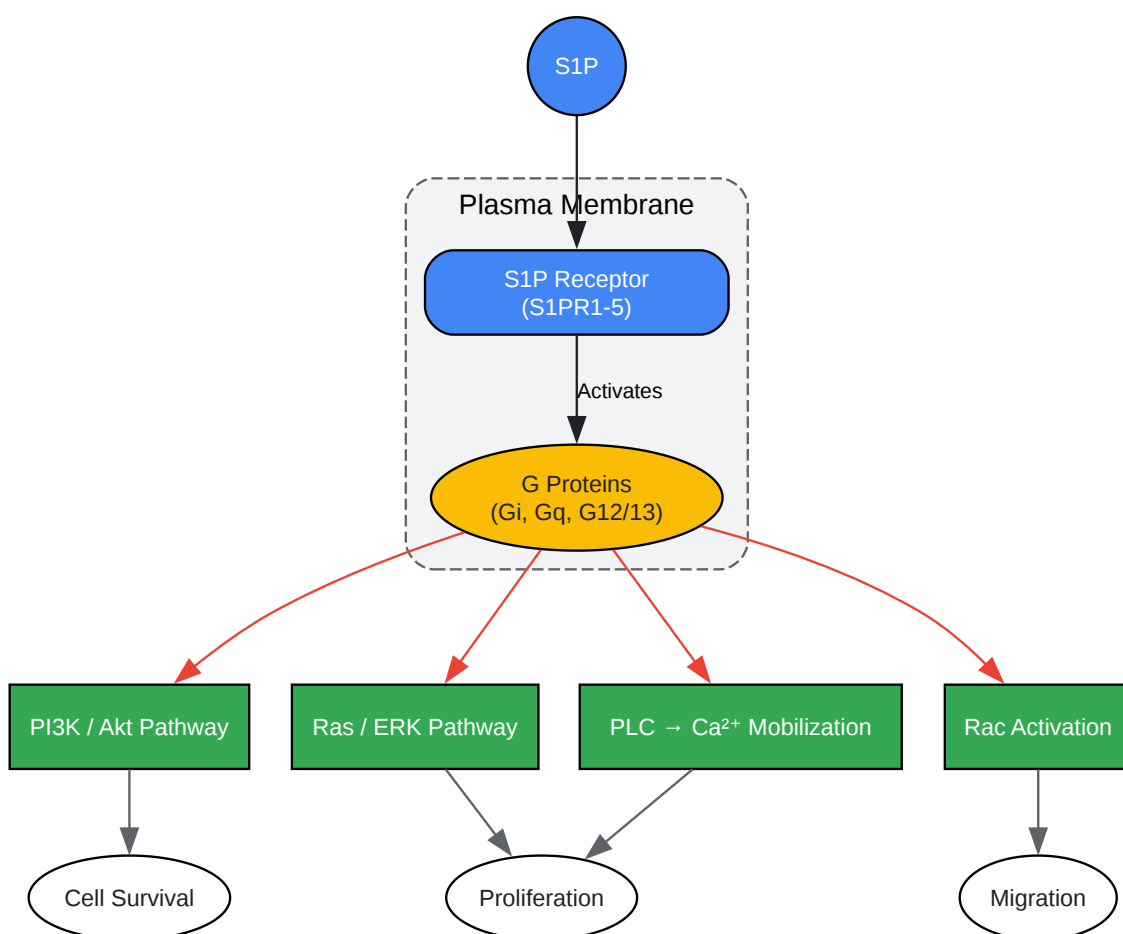 S1P
Plasma Membrane
S1P Receptor
(S1PR1-5)
Activates
G Proteins
(Gi, Gq, G12/13)
PI3K / Akt Pathway
Ras / ERK Pathway
PLC → Ca²⁺ Mobilization
Rac Activation
Cell Survival
Proliferation
Migration